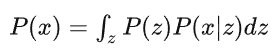 P(x) = ∫_z P(z)P(x|z)dz